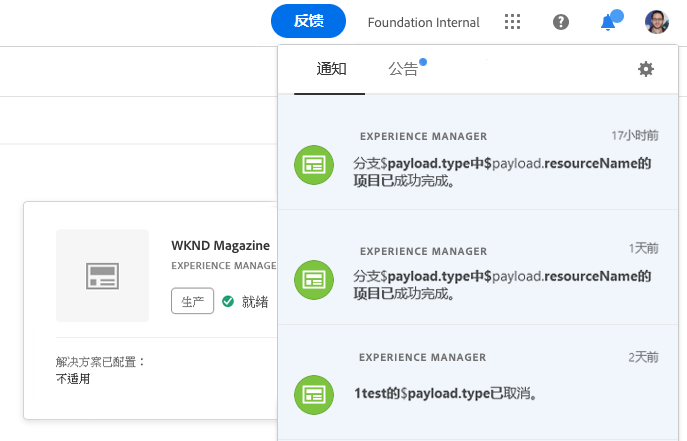 反馈
Foundation Internal
通知
公告
EXPERIENCE MANAGER
17小时前
分支$payload.type中$payload.resourceName的
项目已成功完成。
EXPERIENCE MANAGER
1天前
分支$payload.type中$payload.resourceName的
项目已成功完成。
EXPERIENCE MANAGER
2天前
1test的$payload.type已取消。
WKND Magazine
EXPERIENCE MANAGE
生产
就绪
解决方案已配置：
不适用